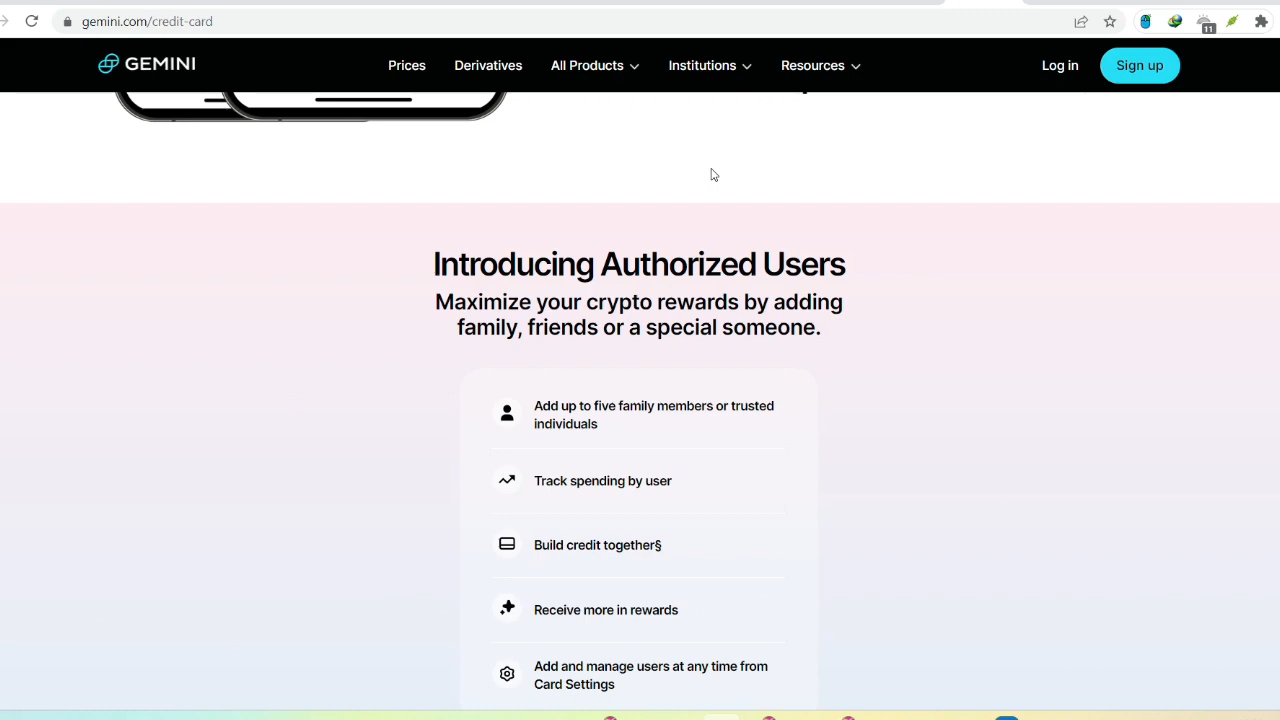 gemini.com/credit-card
11
GEMINI
Prices
Derivatives
All Products
Institutions
Resources
Log in
Sign up
Introducing Authorized Users
Maximize your crypto rewards by adding
family, friends or a special someone.
Add up to five family members or trusted
individuals
Track spending by user
Build credit together§
Receive more in rewards
Add and manage users at any time from
Card Settings